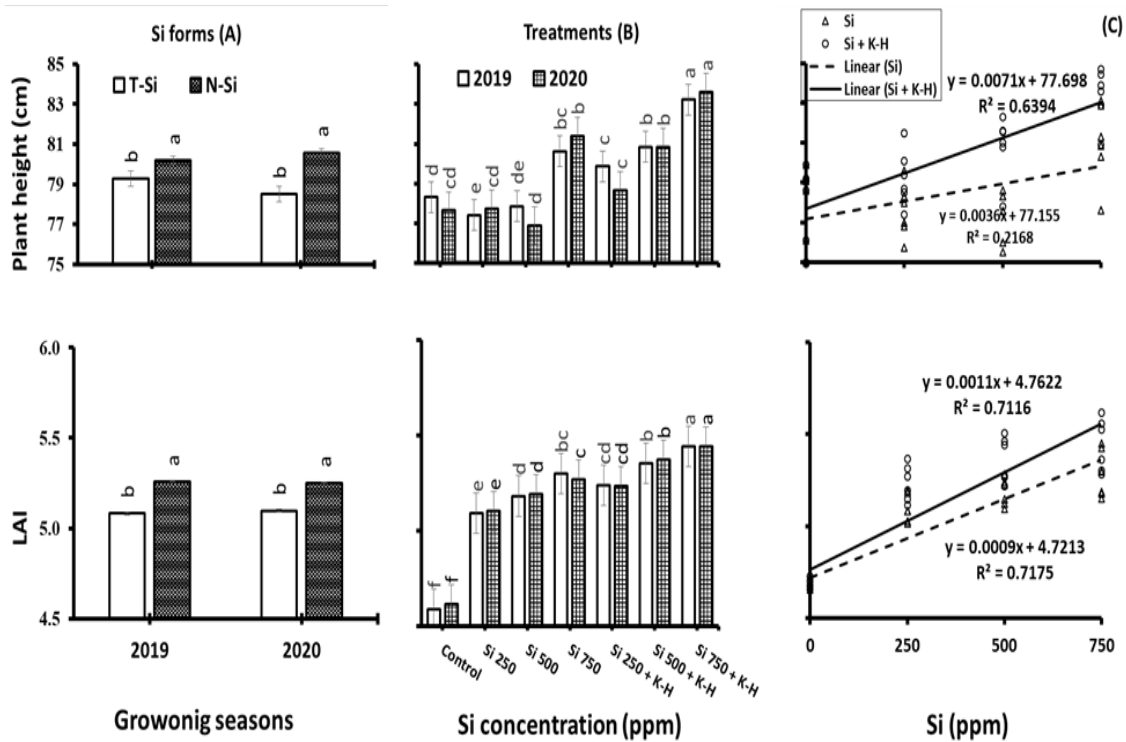 Si forms (A)
Treatments (B)
(C)
Si
Si + K-H
Linear (Si)
Linear (Si + K-H)
Plant height (cm)
85
83
81
79
77
75
T-Si
N-Si
b
a
b
a
2019
2020
d
cd
e
cd
de
d
bc
a
c
c
b
b
a
a
y = 0.0071x + 77.698
R² = 0.6394
y = 0.0036x + 77.155
R² = 0.2168
LAI
6.0
5.5
5.0
4.5
b
a
b
a
2019
2020
Growonig seasons
f
f
e
e
d
d
bc
c
cd
cd
b
b
a
a
Control
Si 250
Si 500
Si 750
Si 250 + K-H
Si 500 + K-H
Si 750 + K-H
Si concentration (ppm)
y = 0.0011x + 4.7622
R² = 0.7116
y = 0.0009x + 4.7213
R² = 0.7175
0
250
500
750
Si (ppm)